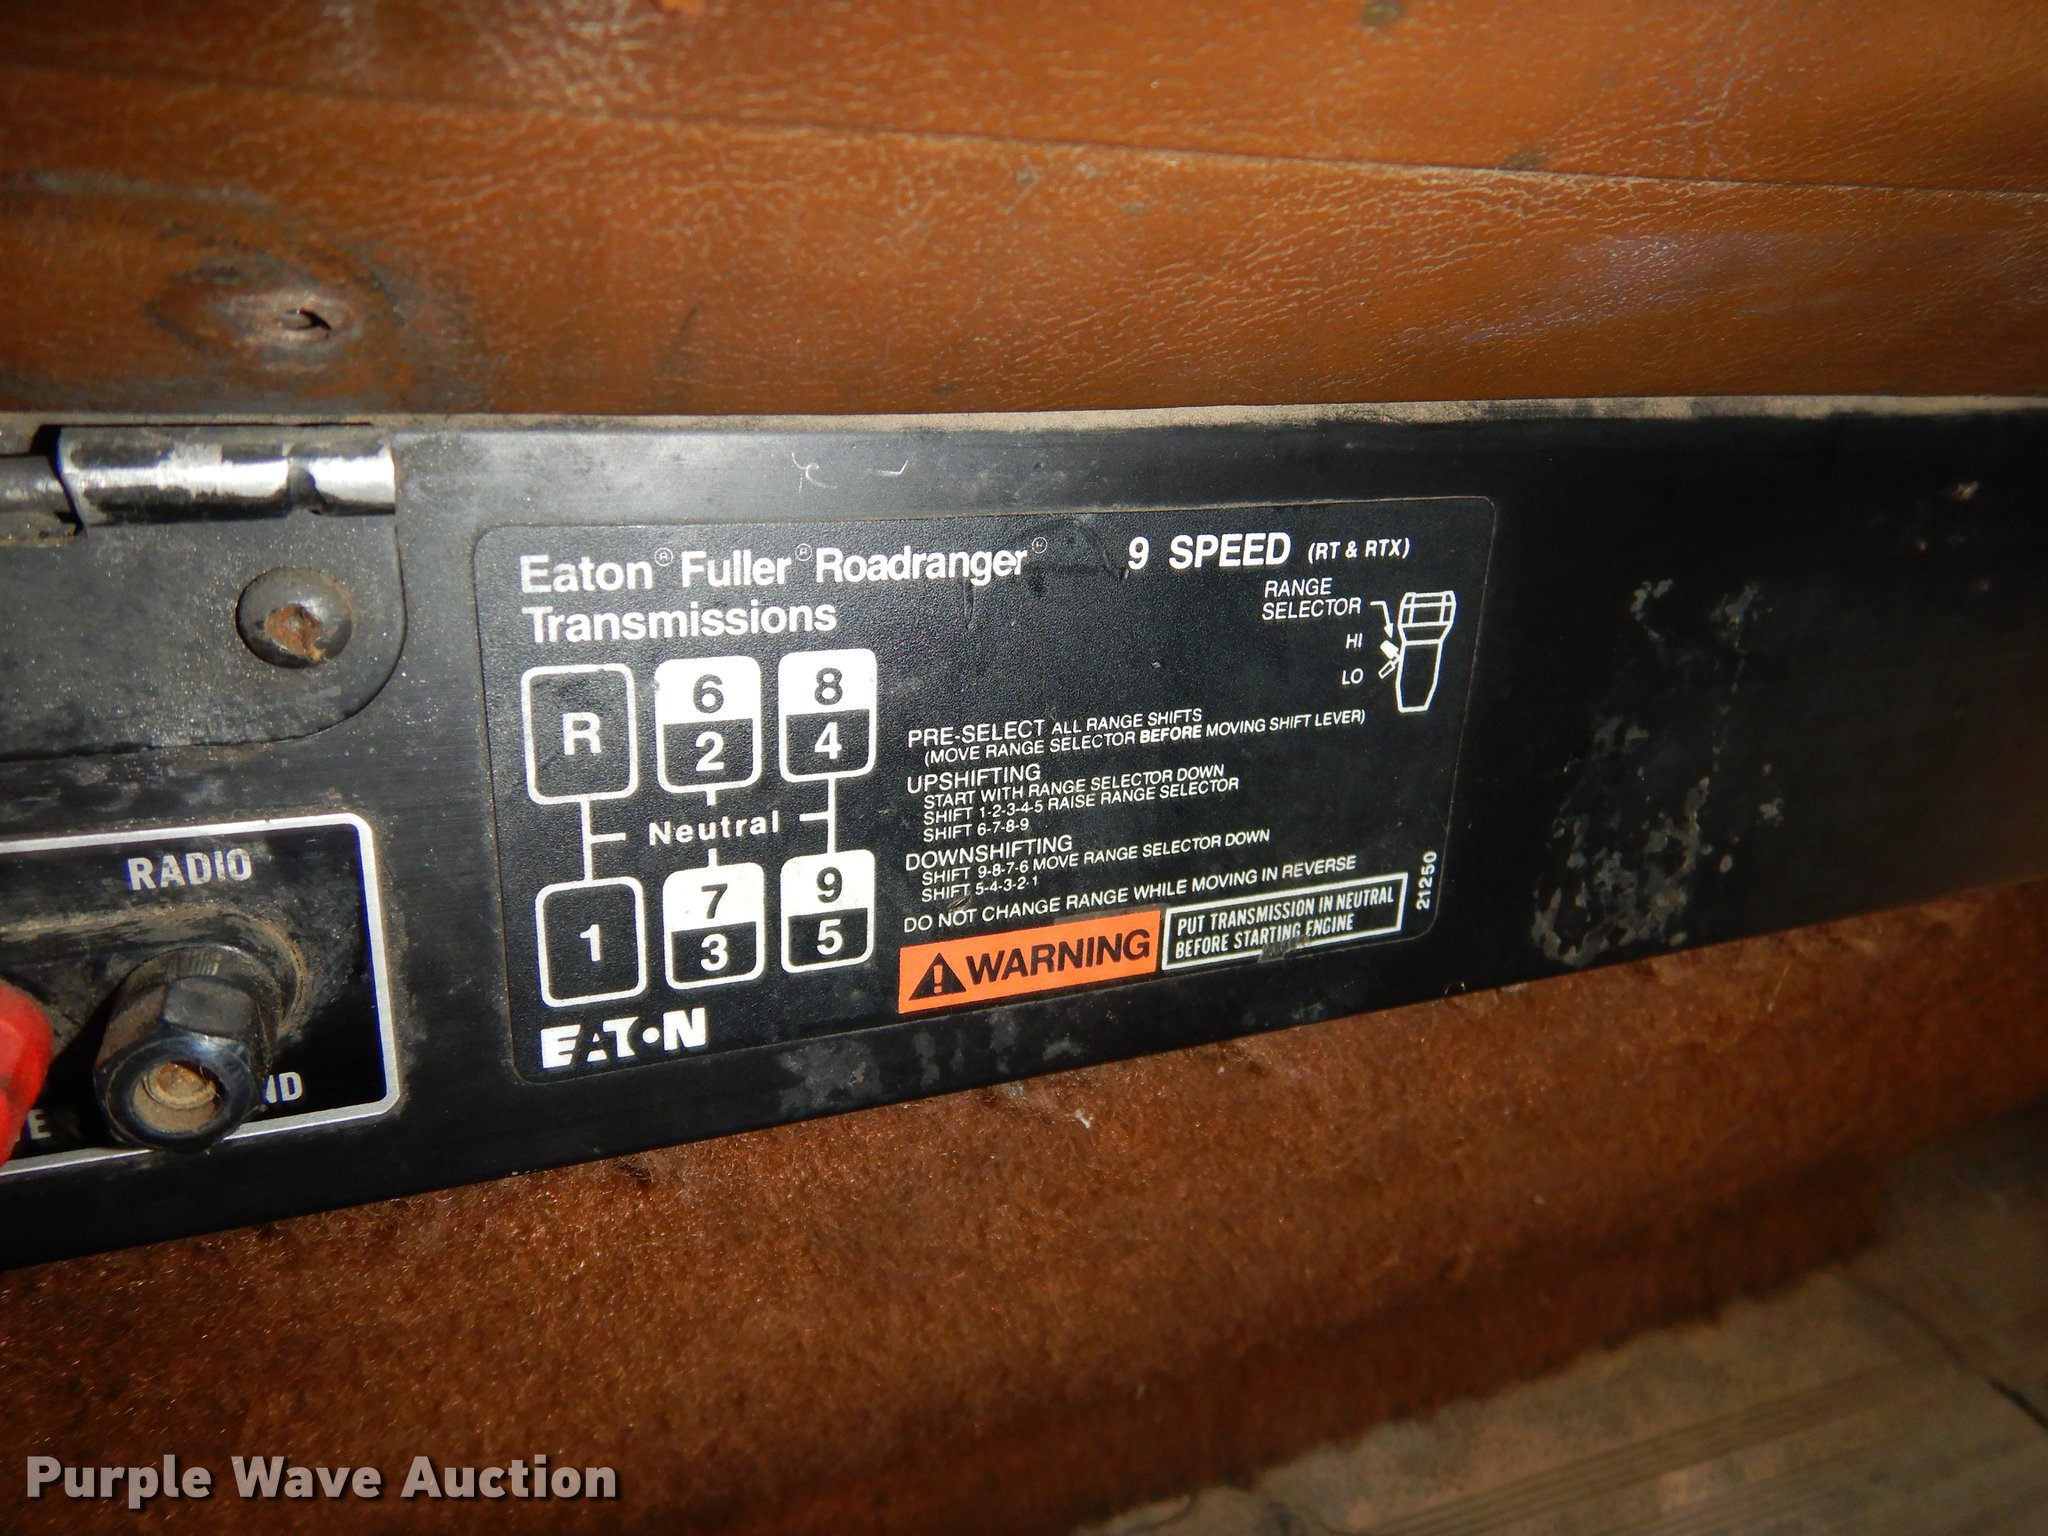 Eaton® Fuller® Roadranger®
Transmissions
9 SPEED (RT & RTX)
RANGE
SELECTOR
HI
LO
R
6
2
8
4
Neutral
1
7
3
9
5
EATON
PRE-SELECT ALL RANGE SHIFTS
(MOVE RANGE SELECTOR BEFORE MOVING SHIFT LEVER)
UPSHIFTING
START WITH RANGE SELECTOR DOWN
SHIFT 1-2-3-4-5 RAISE RANGE SELECTOR
SHIFT 6-7-8-9
DOWNSHIFTING
SHIFT 9-8-7-6 MOVE RANGE SELECTOR DOWN
SHIFT 5-4-3-2-1
DO NOT CHANGE RANGE WHILE MOVING IN REVERSE
WARNING
PUT TRANSMISSION IN NEUTRAL
BEFORE STARTING ENGINE
21250
RADIO
Purple Wave Auction